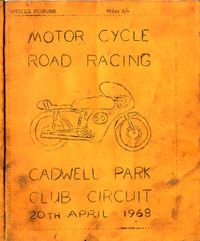 OFFICIAL PROGRAMME Price 2/-
MOTOR CYCLE
ROAD RACING
CADWELL PARK
CLUB CIRCUIT
20TH APRIL 1968